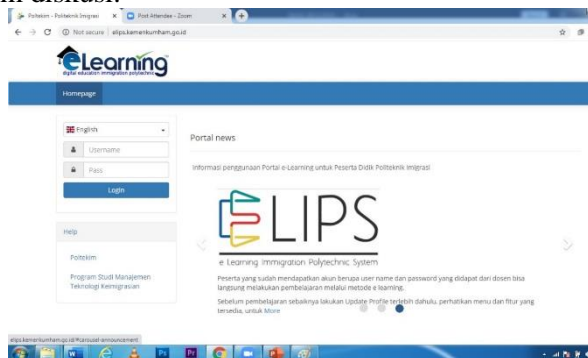 n diskusi.
Poltekim - Politeknik Imigrasi
Post Attendee - Zoom
Not secure | elips.kemenkumham.go.id
eLearning
digital education immigration polytechnic
Homepage
English
Username
Pass
Login
Help
Poltekim
Program Studi Manajemen
Teknologi Keimigrasian
Portal news
Informasi penggunaan Portal e-Learning untuk Peserta Didik Politeknik Imigrasi
ELIPS
e Learning Immigration Polytechnic System
Peserta yang sudah mendapatkan akun berupa user name dan password yang didapat dari dosen bisa
langsung melakukan pembelajaran melalui metode e learning.
Sebelum pembelajaran sebaiknya lakukan Update Profile terlebih dahulu, perhatikan menu dan fitur yang
tersedia, untuk More
elips.kemenkumham.go.id/#carousel-announcement